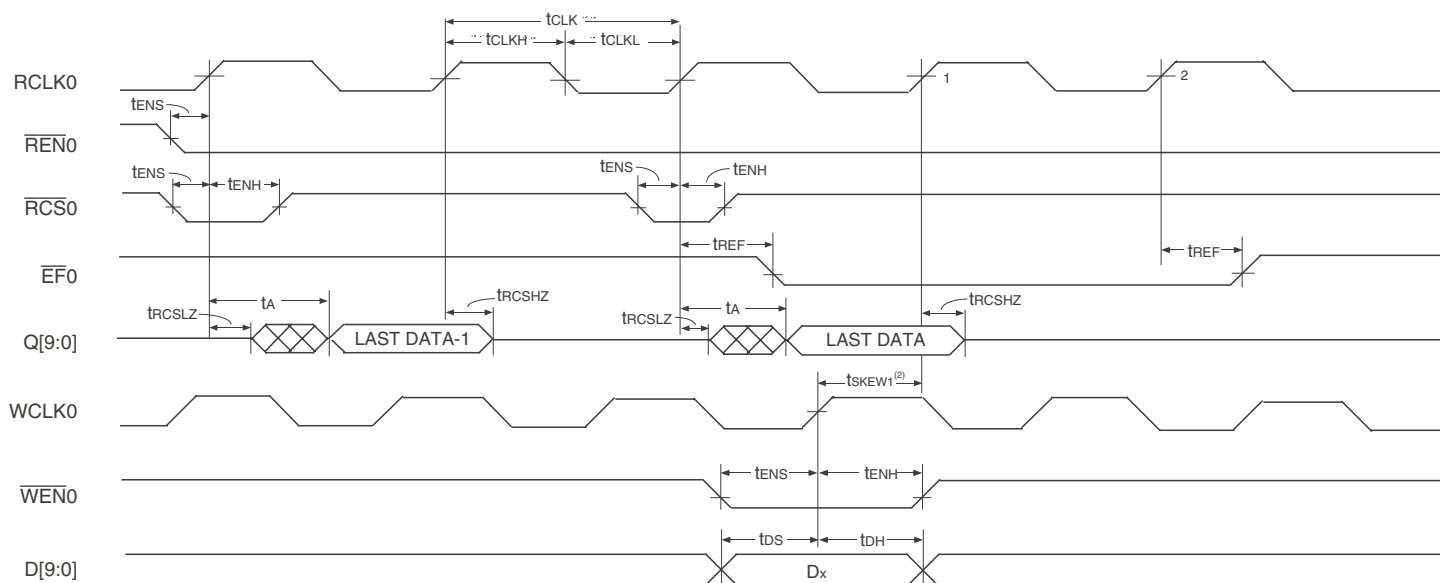 tCLK
tCLKH
tCLKL
RCLK0
1
2
tENS
REN0
tENS
tENH
tENS
tENH
RCS0
tREF
tREF
EF0
tA
tRCSHZ
tA
tRCSHZ
tRCSLZ
tRCSLZ
Q[9:0]
LAST DATA-1
LAST DATA
tSKEW1(2)
WCLK0
tENS
tENH
WEN0
tDS
tDH
D[9:0]
Dx